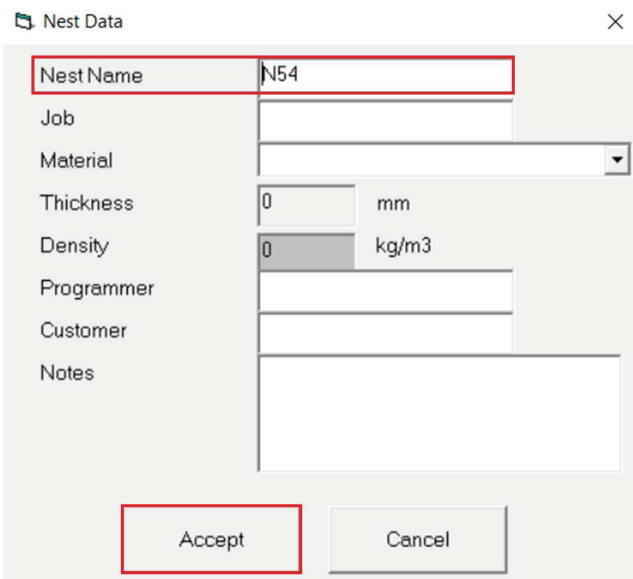 Nest Data
Nest Name N54
Job
Material
Thickness 0 mm
Density 0 kg/m3
Programmer
Customer
Notes
Accept Cancel